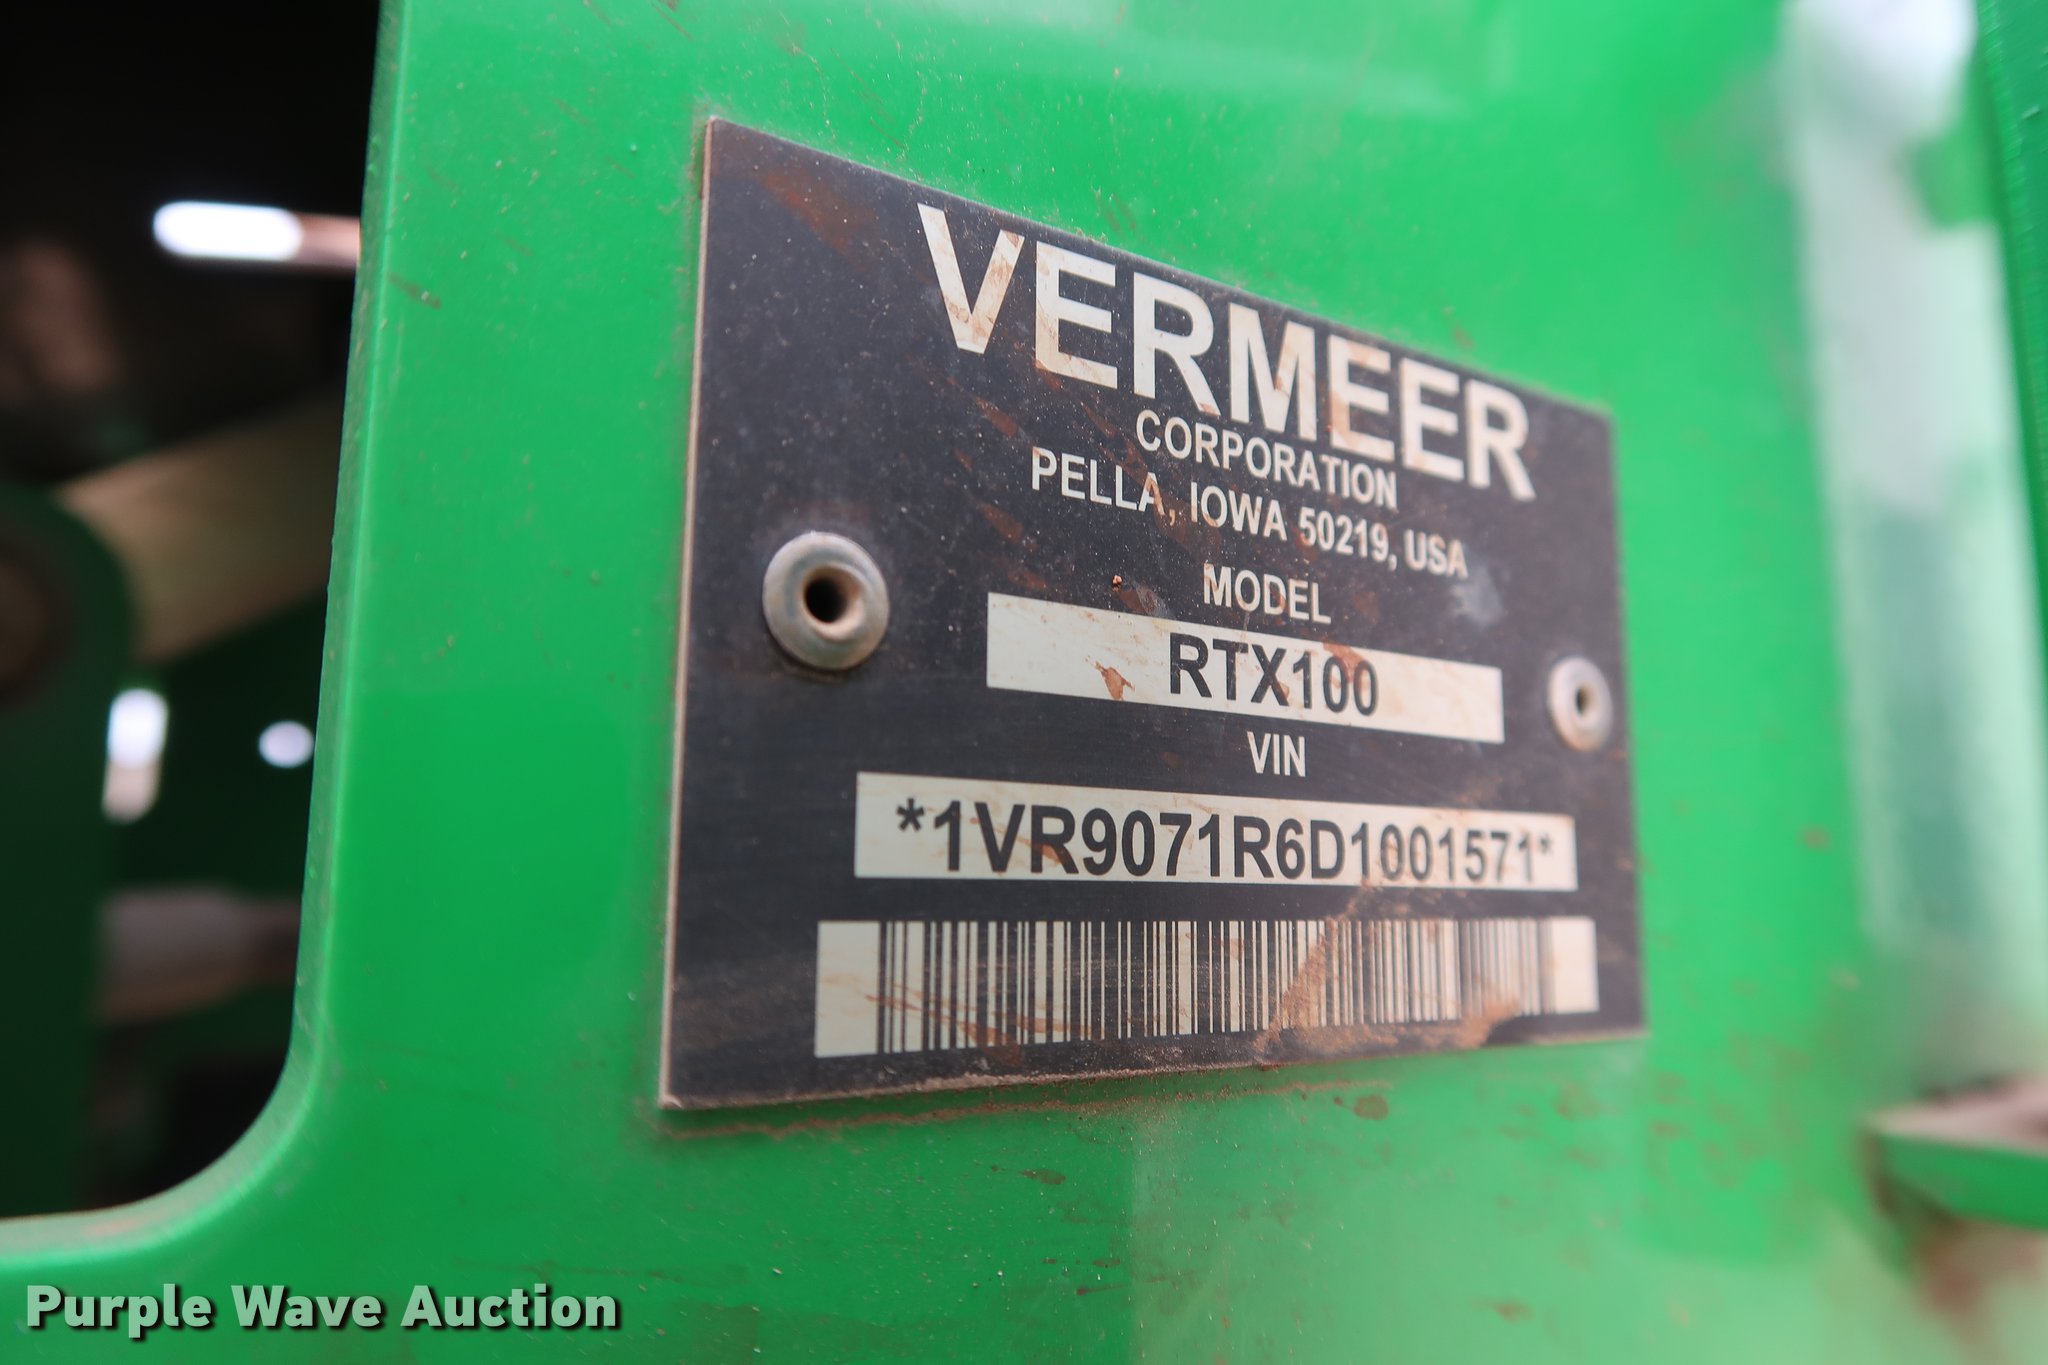 VERMEER
CORPORATION
PELLA, IOWA 50219, USA
MODEL
RTX100
VIN
*1VR9071R6D1001571*
Purple Wave Auction